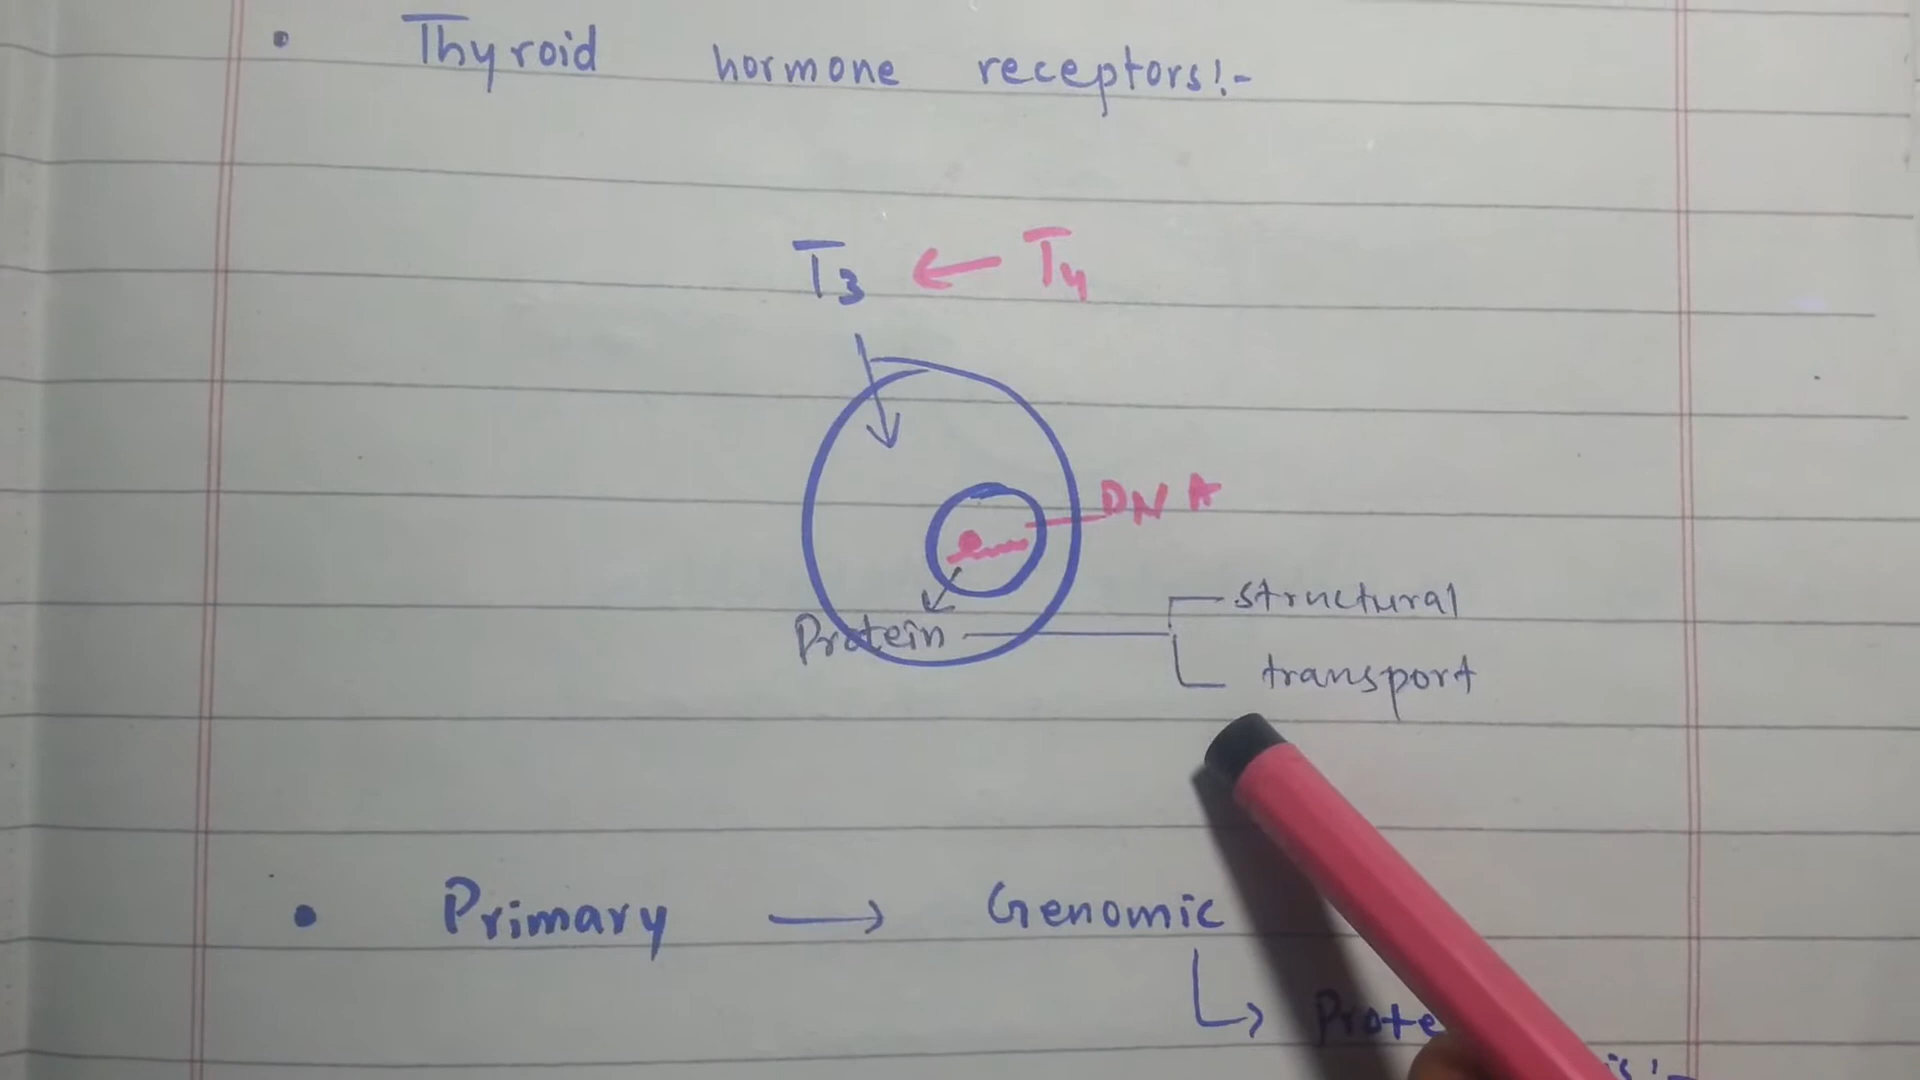 • Thyroid hormone receptors:-
T3 ← T4
DNA
Protein
structural
transport
• Primary → Genomic